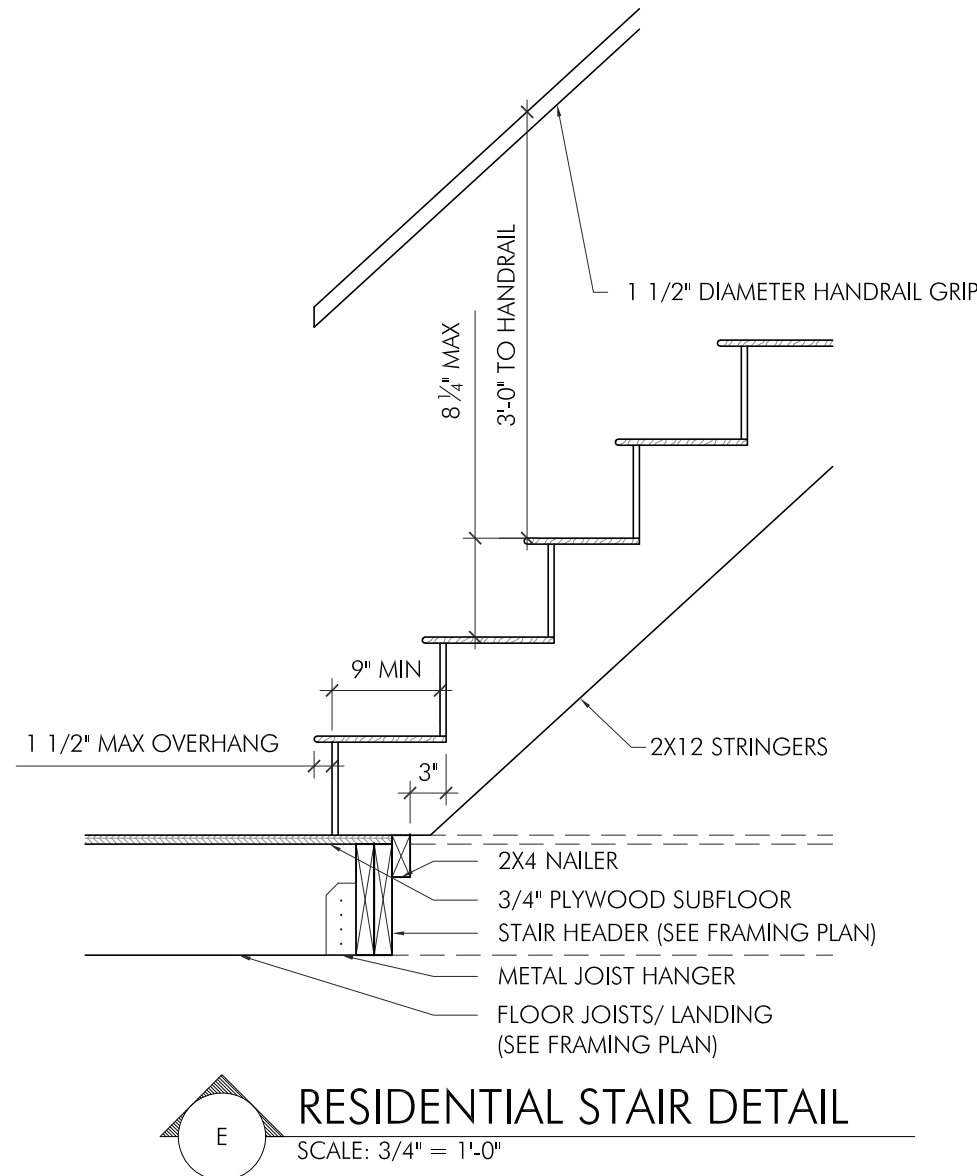 1 1/2" DIAMETER HANDRAIL GRIP
8 1/4" MAX
3'-0" TO HANDRAIL
9" MIN
1 1/2" MAX OVERHANG
3"
2X12 STRINGERS
2X4 NAILER
3/4" PLYWOOD SUBFLOOR
STAIR HEADER (SEE FRAMING PLAN)
METAL JOIST HANGER
FLOOR JOISTS/ LANDING
(SEE FRAMING PLAN)
E
RESIDENTIAL STAIR DETAIL
SCALE: 3/4" = 1'-0"